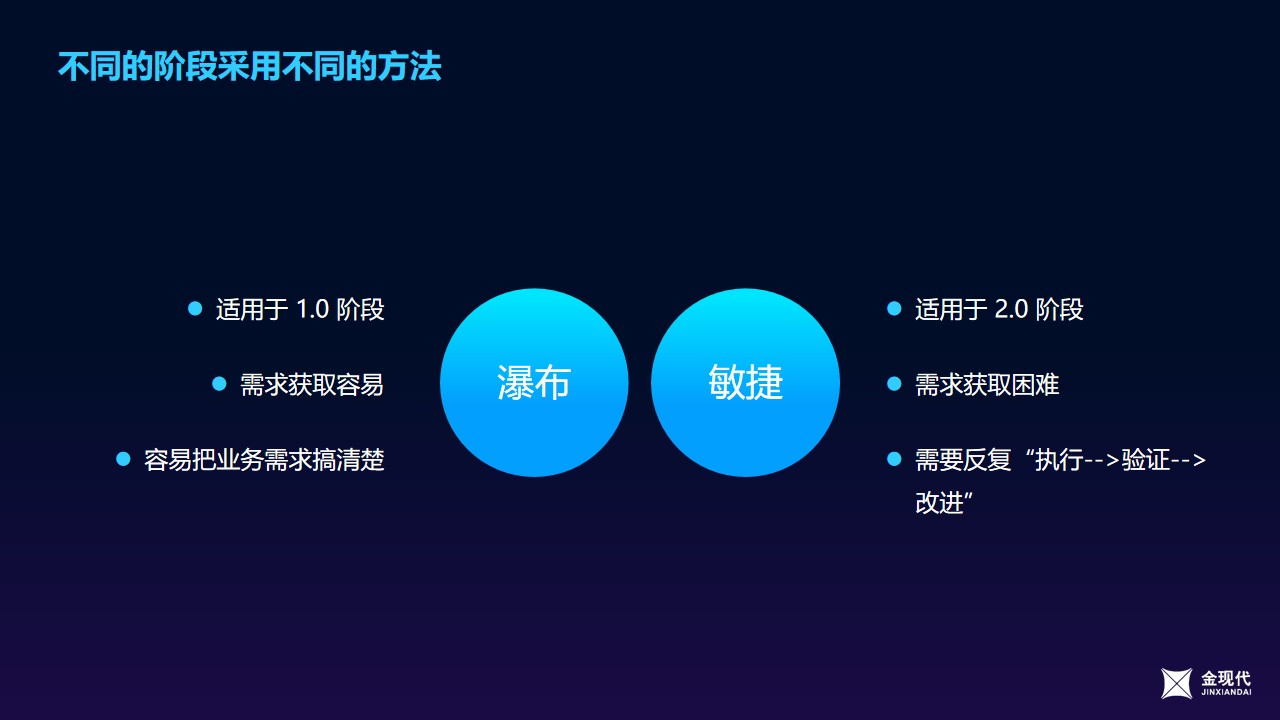 不同的阶段采用不同的方法
适用于 1.0 阶段
需求获取容易
容易把业务需求搞清楚
瀑布
敏捷
适用于 2.0 阶段
需求获取困难
需要反复“执行-->验证-->
改进”
金现代
JINXIANDAI